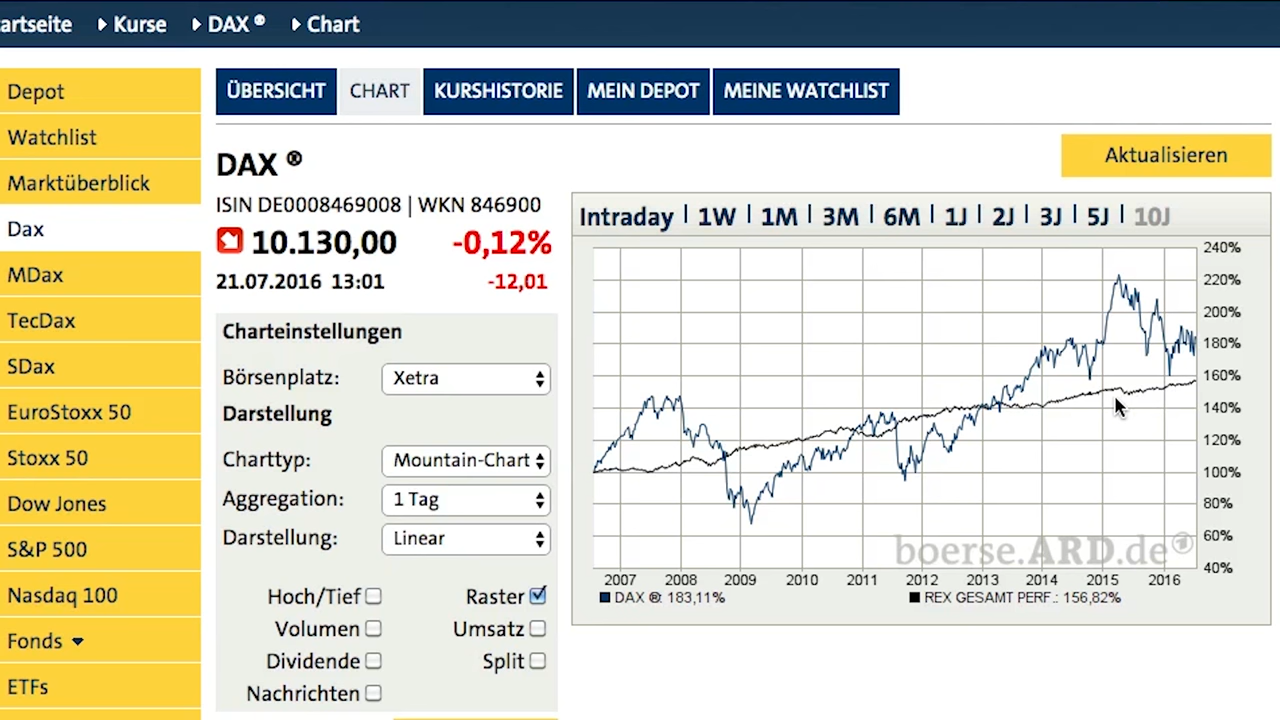 artseite Kurse DAX ® Chart
Depot
Watchlist
Marktüberblick
Dax
MDax
TecDax
SDax
EuroStoxx 50
Stoxx 50
Dow Jones
S&P 500
Nasdaq 100
Fonds
ETFs
ÜBERSICHT CHART KURSHISTORIE MEIN DEPOT MEINE WATCHLIST
DAX ®
ISIN DE0008469008 | WKN 846900
10.130,00 -0,12%
21.07.2016 13:01 -12,01
Charteinstellungen
Börsenplatz: Xetra
Darstellung
Charttyp: Mountain-Chart
Aggregation: 1 Tag
Darstellung: Linear
Hoch/Tief Raster
Volumen Umsatz
Dividende Split
Nachrichten
Aktualisieren
Intraday | 1W | 1M | 3M | 6M | 1J | 2J | 3J | 5J | 10J
240%
220%
200%
180%
160%
140%
120%
100%
80%
60%
40%
boerse.ARD.de
2007 2008 2009 2010 2011 2012 2013 2014 2015 2016
DAX ®: 183,11% REX GESAMT PERF.: 156,82%